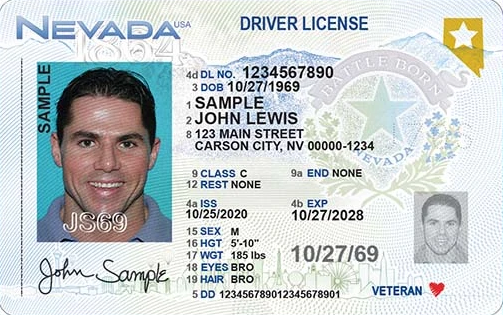 NEVADA USA
DRIVER LICENSE
1864
SAMPLE
4d DL NO. 1234567890
3 DOB 10/27/1969
1 SAMPLE
2 JOHN LEWIS
8 123 MAIN STREET
CARSON CITY, NV 00000-1234
BATTLE BORN
NEVADA
9 CLASS C 9a END NONE
12 REST NONE
4a ISS 4b EXP
10/25/2020 10/27/2028
15 SEX M
16 HGT 5'-10"
17 WGT 185 lbs
18 EYES BRO
19 HAIR BRO
10/27/69
JS69
John Sample
5 DD 12345678901234578901
VETERAN